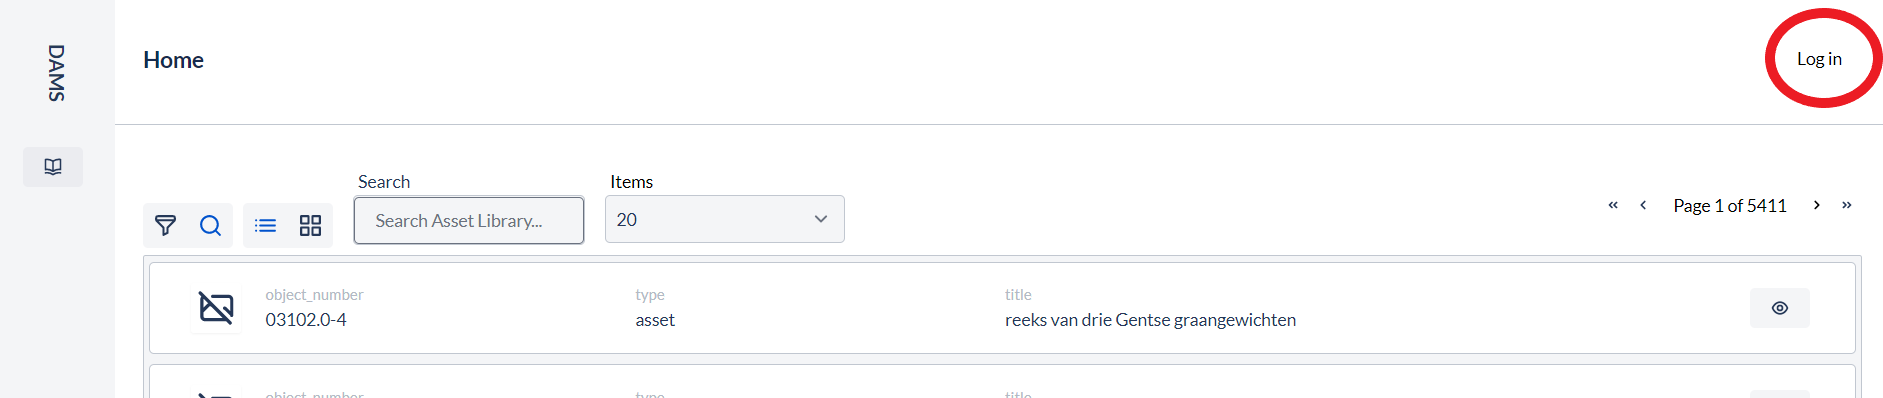 DAMS
Home
Log in
Search
Items
Search Asset Library...
20
Page 1 of 5411
object_number
type
title
03102.0-4
asset
reeks van drie Gentse graangewichten
object_number
type
title